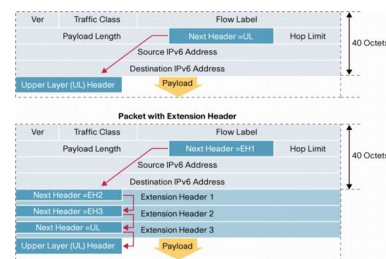 Ver Traffic Class Flow Label
Payload Length Next Header =UL Hop Limit
40 Octets
Source IPv6 Address
Destination IPv6 Address
Upper Layer (UL) Header Payload
Packet with Extension Header
Ver Traffic Class Flow Label
Payload Length Next Header =EH1 Hop Limit
40 Octets
Source IPv6 Address
Destination IPv6 Address
Next Header =EH2 Extension Header 1
Next Header =EH3 Extension Header 2
Next Header =UL Extension Header 3
Upper Layer (UL) Header Payload